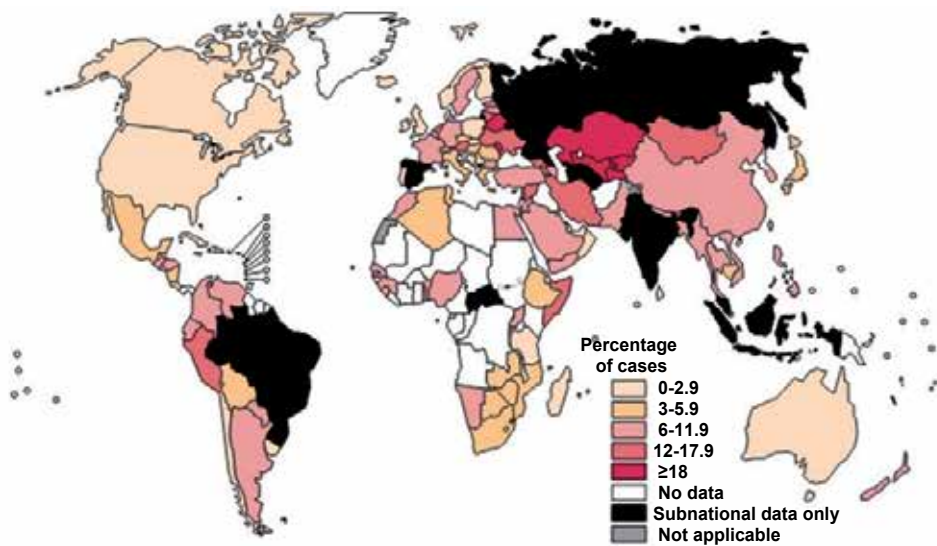 Percentage
of cases
0-2.9
3-5.9
6-11.9
12-17.9
≥18
No data
Subnational data only
Not applicable